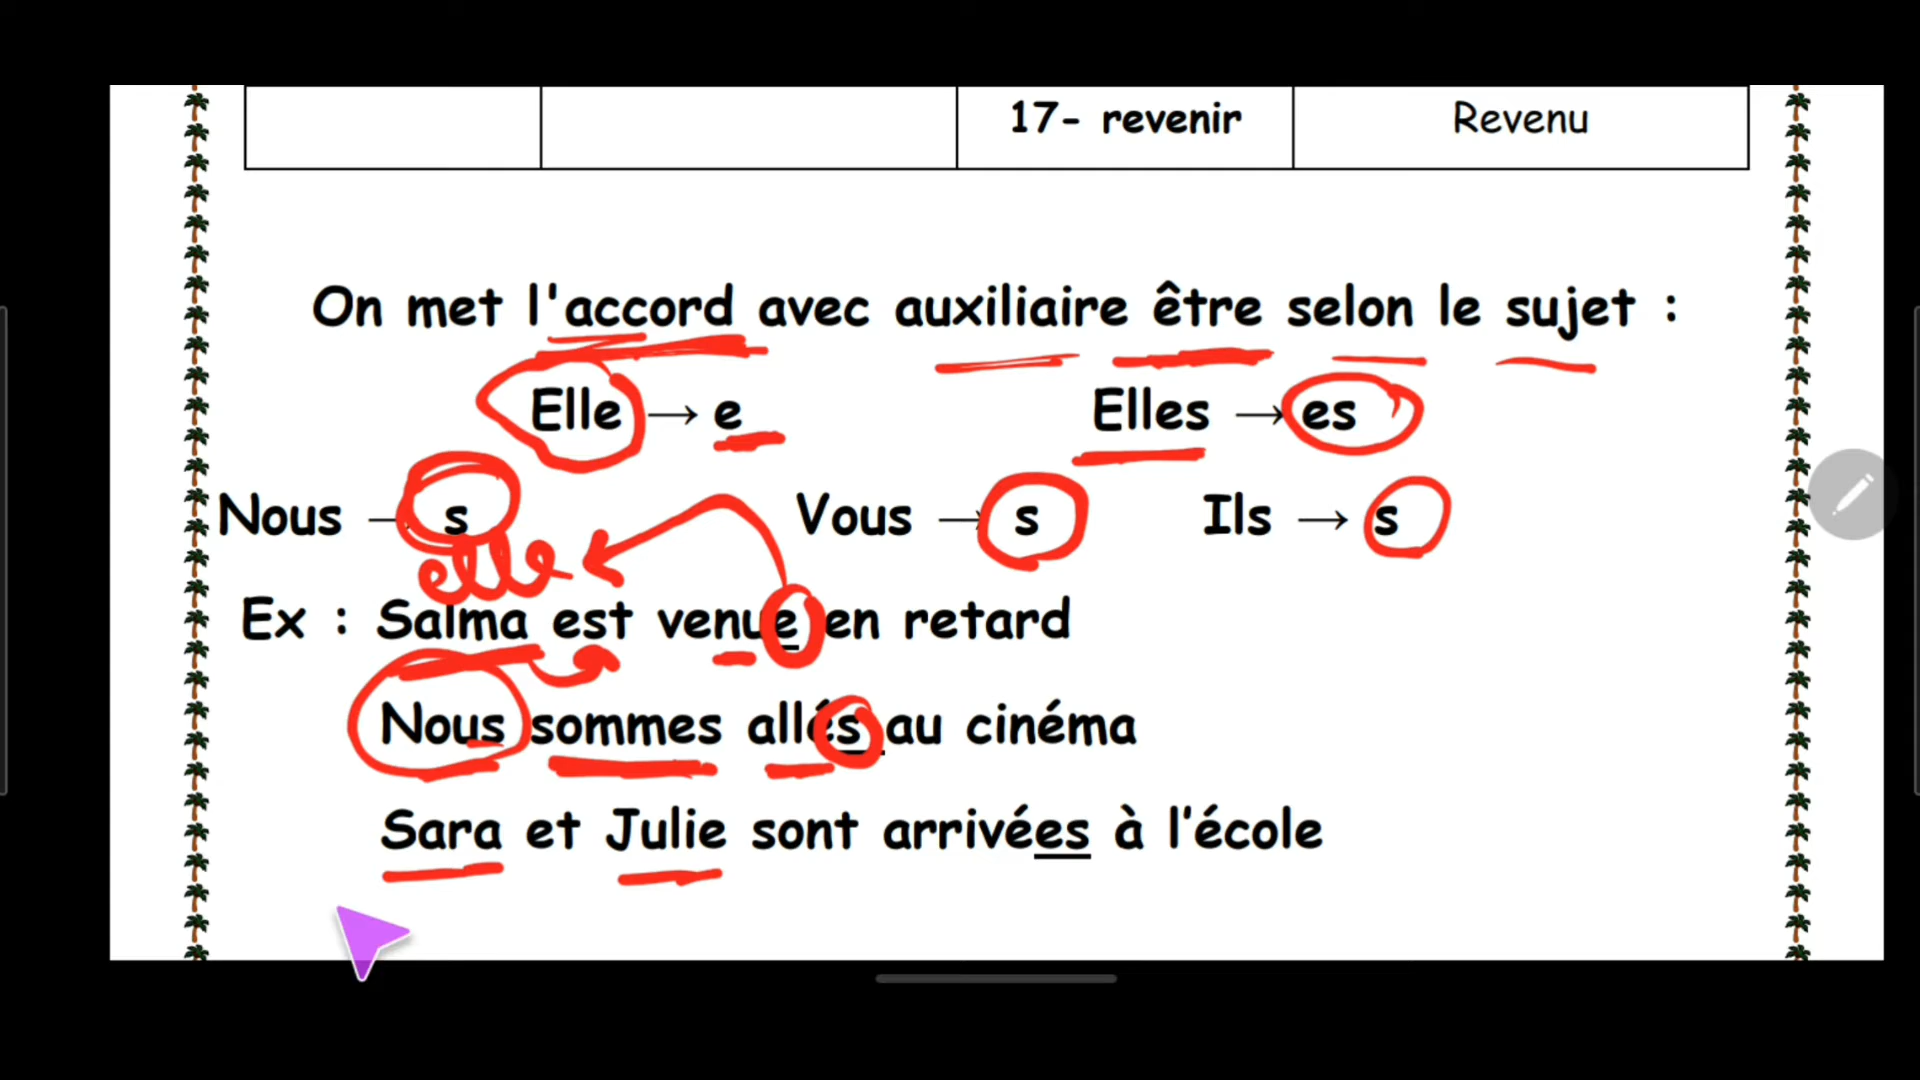 17- revenir Revenu
On met l'accord avec auxiliaire être selon le sujet :
Elle → e Elles → es
Nous → s Vous → s Ils → s
elle
Ex : Salma est venue en retard
Nous sommes allés au cinéma
Sara et Julie sont arrivées à l'école